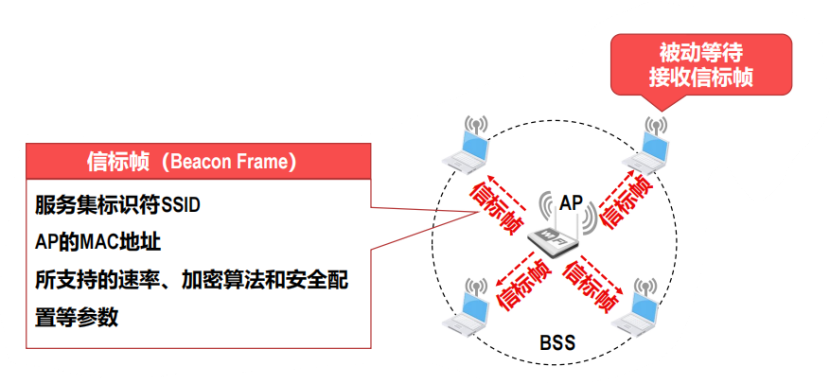 被动等待
接收信标帧
信标帧（Beacon Frame）
服务集标识符SSID
AP的MAC地址
所支持的速率、加密算法和安全配
置等参数
信标帧
AP
信标帧
WiFi
信标帧
信标帧
BSS